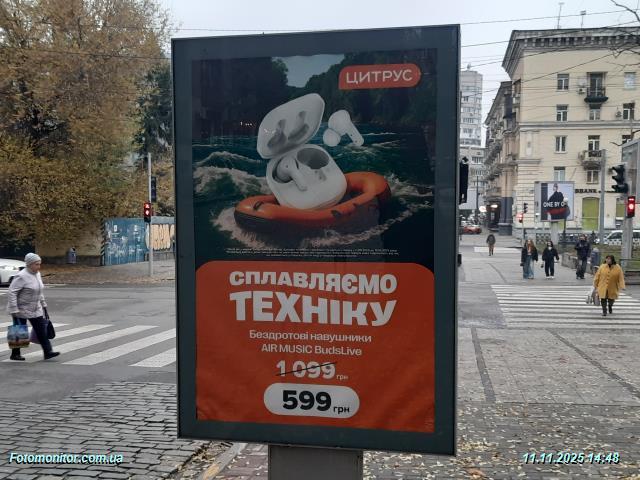 ЦИТРУС
СПЛАВЛЯЄМО
ТЕХНІКУ
Бездротові навушники
AIR MUSIC BudsLive
1 099 грн
599 грн
ONE BY O
Fotomonitor.com.ua
11.11.2025 14:48